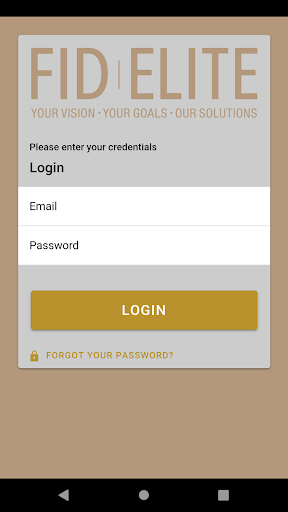 FID|ELITE
YOUR VISION · YOUR GOALS · OUR SOLUTIONS
Please enter your credentials
Login
Email
Password
LOGIN
FORGOT YOUR PASSWORD?